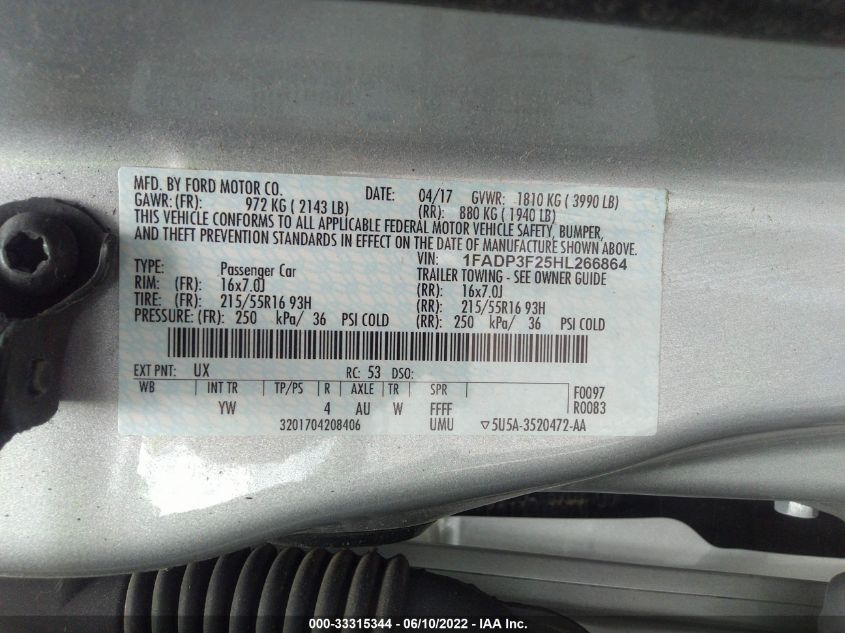 MFD. BY FORD MOTOR CO. DATE: 04/17 GVWR: 1810 KG ( 3990 LB)
GAWR: (FR): 972 KG ( 2143 LB) (RR): 880 KG ( 1940 LB)
THIS VEHICLE CONFORMS TO ALL APPLICABLE FEDERAL MOTOR VEHICLE SAFETY, BUMPER,
AND THEFT PREVENTION STANDARDS IN EFFECT ON THE DATE OF MANUFACTURE SHOWN ABOVE.
VIN: 1FADP3F25HL266864
TYPE: Passenger Car TRAILER TOWING - SEE OWNER GUIDE
RIM: (FR): 16x7.0J (RR): 16x7.0J
TIRE: (FR): 215/55R16 93H (RR): 215/55R16 93H
PRESSURE: (FR): 250 kPa/ 36 PSI COLD (RR): 250 kPa/ 36 PSI COLD
EXT PNT: UX RC: 53 DSO:
WB INT TR TP/PS R AXLE TR SPR F0097
YW 4 AU W FFFF R0083
3201704208406 UMU ▽5U5A-3520472-AA
000-33315344 - 06/10/2022 - IAA Inc.